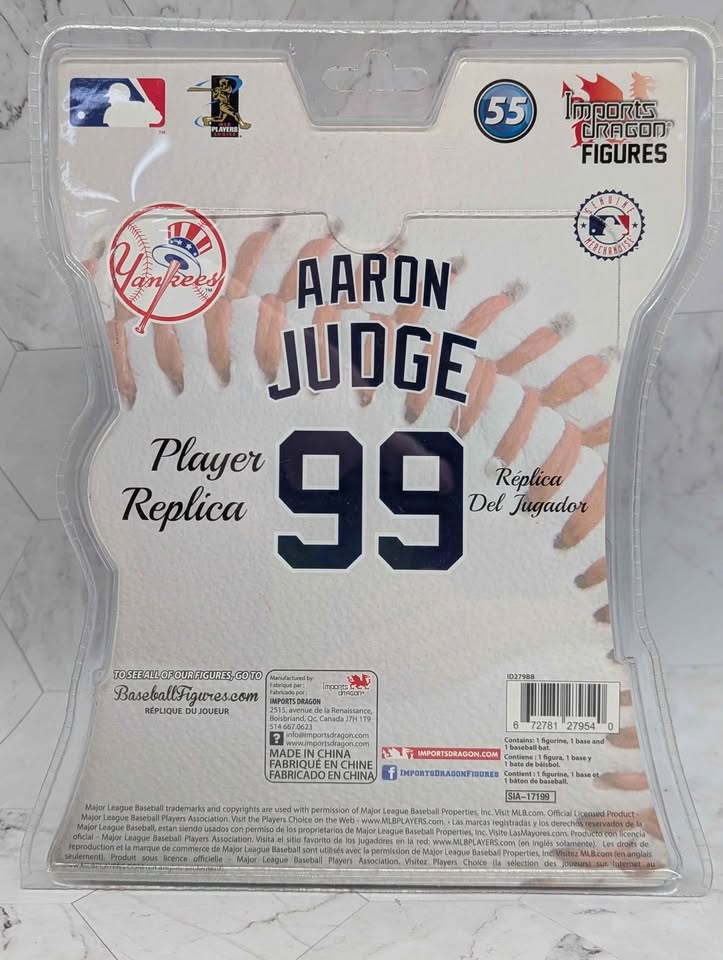 MLB
PLAYERS
CHOICE
55
Imports
DRagon
FIGURES
GENUINE
MERCHANDISE
Yankees
TM
AARON
JUDGE
99
Player
Replica
Réplica
Del Jugador
TO SEE ALL OF OUR FIGURES, GO TO
BaseballFigures.com
RÉPLIQUE DU JOUEUR
Manufactured by:
Fabriqué par :
Fabricado por :
Imports
DRagon
IMPORTS DRAGON
2515, avenue de la Renaissance,
Boisbriand, Qc, Canada J7H 1T9
514 667.0623
? info@importsdragon.com
www.importsdragon.com
MADE IN CHINA
FABRIQUÉ EN CHINE
FABRICADO EN CHINA
IMPORTSDRAGON.COM
f IMPORTSDRAGONFIGURES
ID279BB
6 72781 27954 0
Contains: 1 figurine, 1 base and
1 baseball bat.
Contiene : 1 figura, 1 base y
1 bate de béisbol.
Contient : 1 figurine, 1 base et
1 bâton de baseball.
SIA-17199
Major League Baseball trademarks and copyrights are used with permission of Major League Baseball Properties, Inc. Visit MLB.com. Official Licensed Product -
Major League Baseball Players Association. Visit the Players Choice on the Web - www.MLBPLAYERS.com. • Las marcas registradas y los derechos reservados de la
Major League Baseball, estan siendo usados con permiso de los proprietarios de Major League Baseball Properties, Inc. Visite LasMayores.com. Producto con licencia
oficial - Major League Baseball Players Association. Visita el sitio favorito de los jugadores en la red: www.MLBPLAYERS.com (en inglés solamente). Les droits de
reproduction et la marque de commerce de Major League Baseball sont utilisés avec la permission de Major League Baseball Properties, Inc. Visitez MLB.com (en anglais
seulement). Produit sous licence officielle - Major League Baseball Players Association. Visitez Players Choice (la sélection des joueurs) sur Internet au